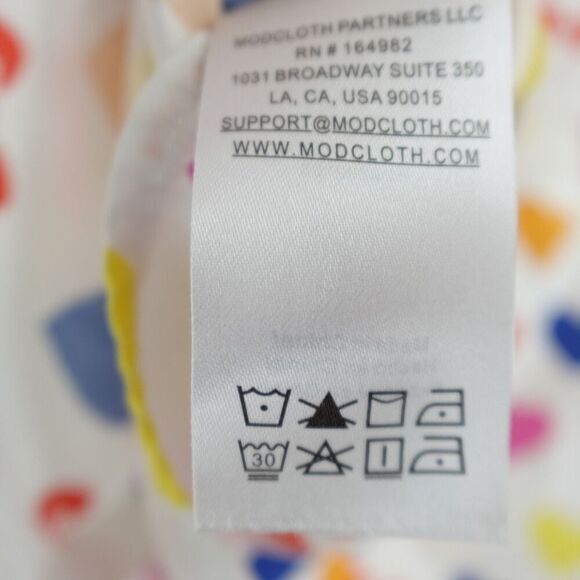 MODCLOTH PARTNERS LLC
RN # 164982
1031 BROADWAY SUITE 350
LA, CA, USA 90015
SUPPORT@MODCLOTH.COM
WWW.MODCLOTH.COM
30